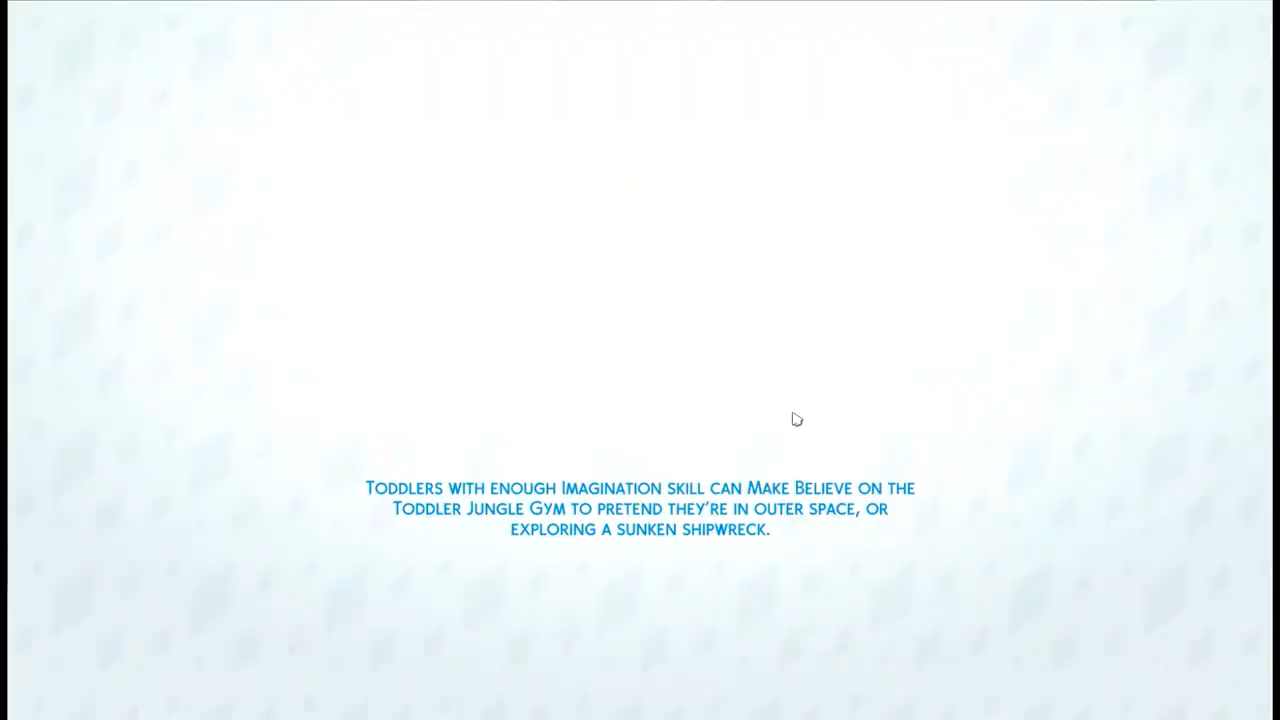 Toddlers with enough Imagination skill can Make Believe on the
Toddler Jungle Gym to pretend they're in outer space, or
exploring a sunken shipwreck.